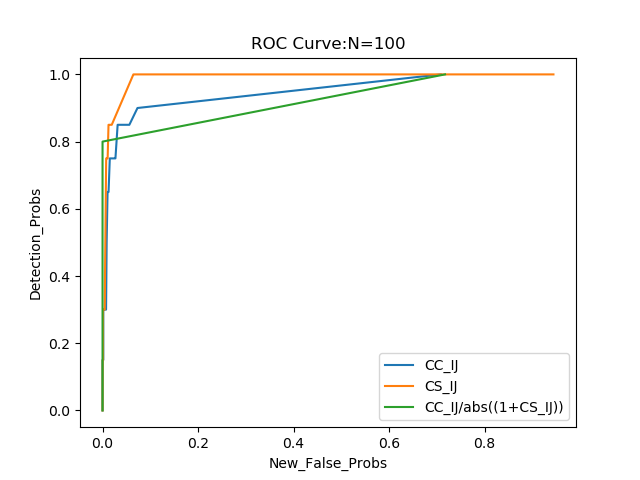 ROC Curve:N=100
1.0
0.8
0.6
0.4
0.2
0.0
Detection_Probs
0.0 0.2 0.4 0.6 0.8
New_False_Probs
CC_IJ
CS_IJ
CC_IJ/abs((1+CS_IJ))